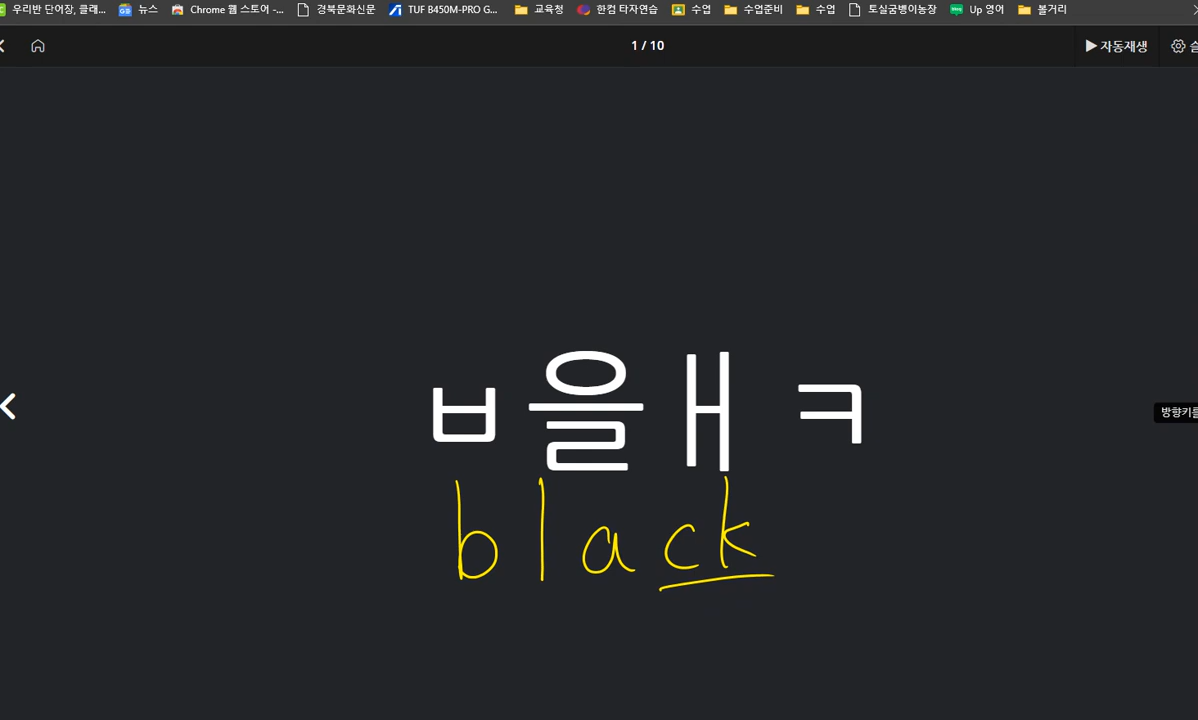 우리반 단어장, 클래... 뉴스 Chrome 웹 스토어 -... 경북문화신문 TUF B450M-PRO G... 교육청 한컴 타자연습 수업 수업준비 수업 토실굼벵이농장 Up 영어 볼거리
1 / 10 ▶ 자동재생 슬
ㅂ 을 ㅐ ㅋ
방향키를
black